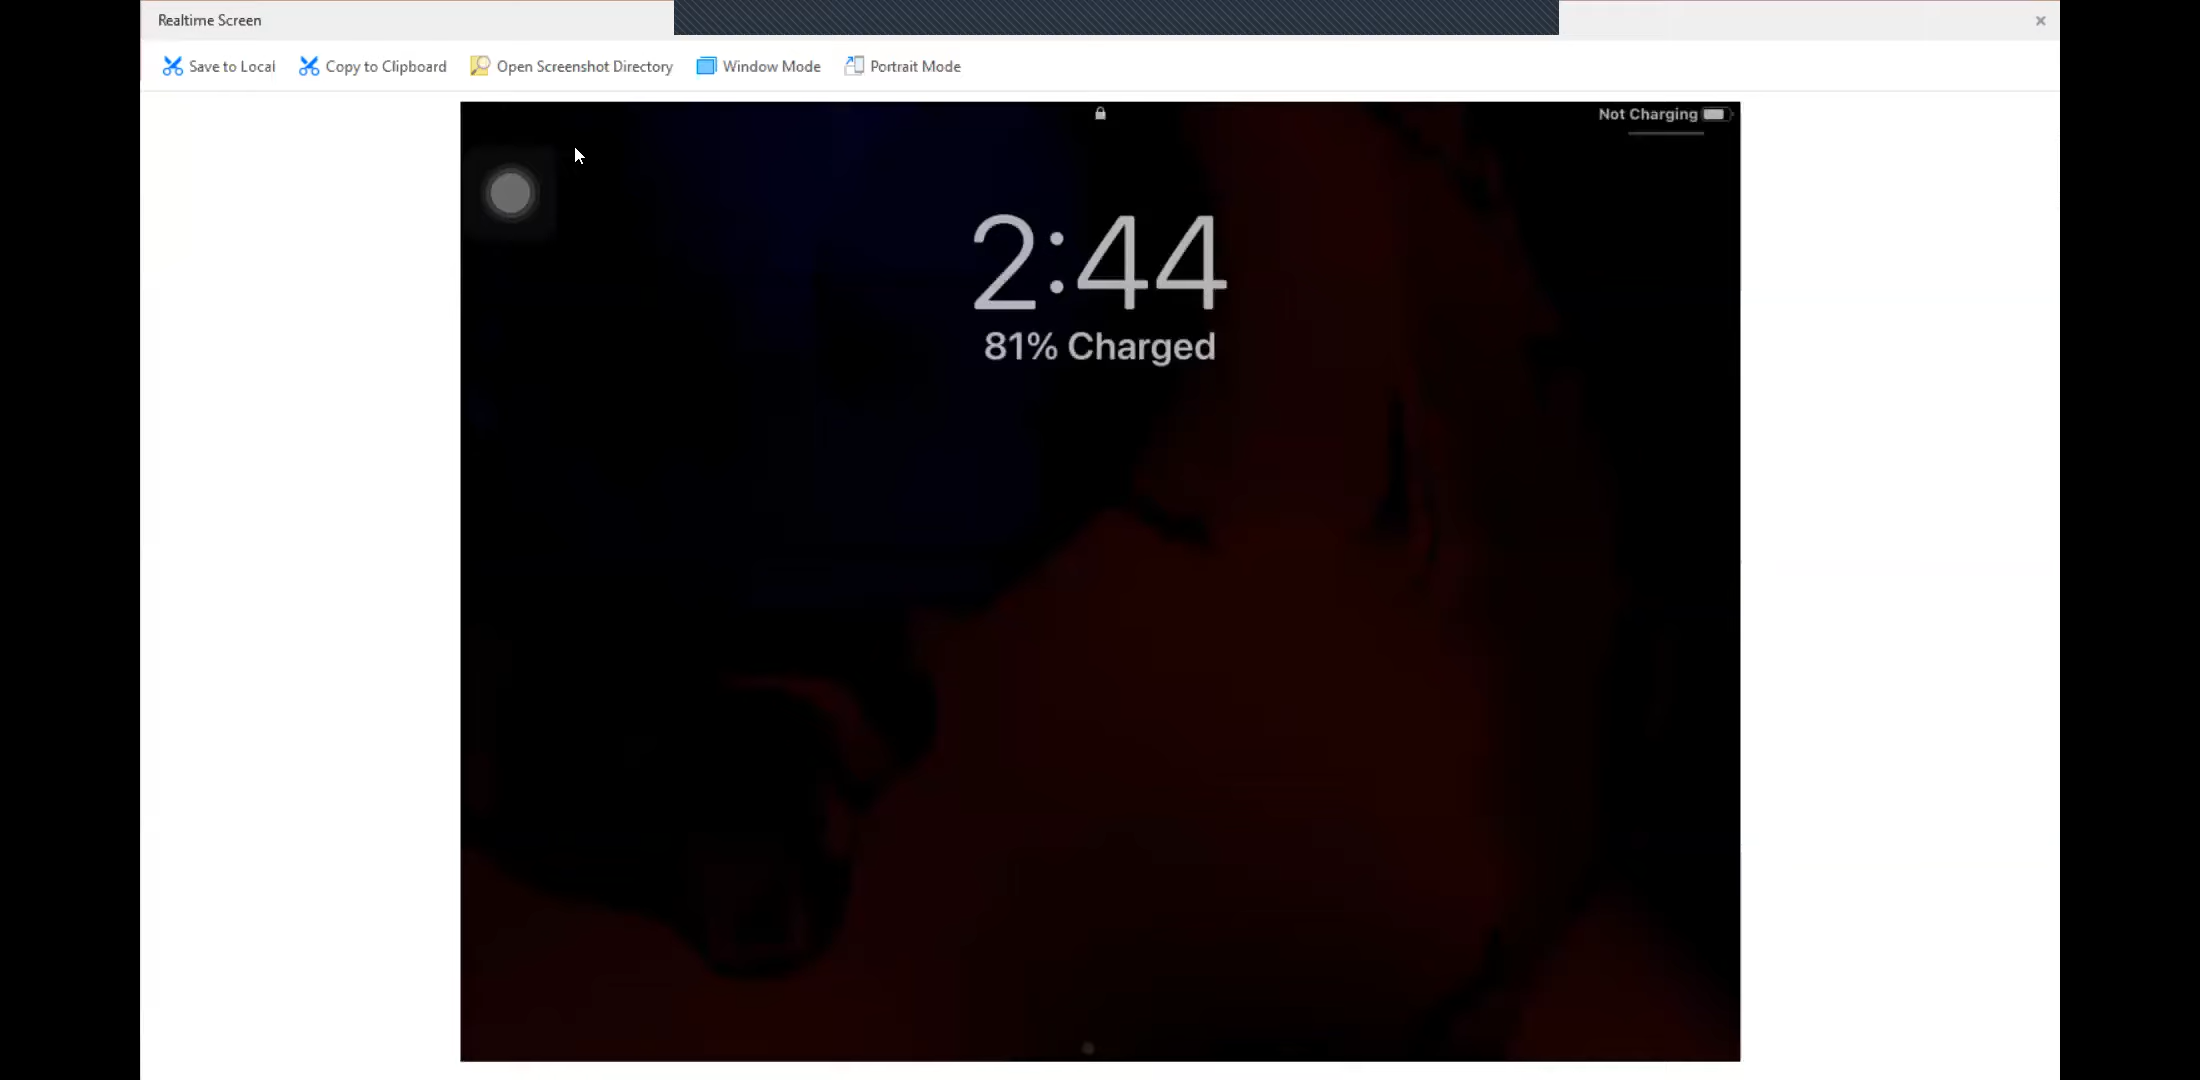 Realtime Screen
Save to Local Copy to Clipboard Open Screenshot Directory Window Mode Portrait Mode
Not Charging
2:44
81% Charged